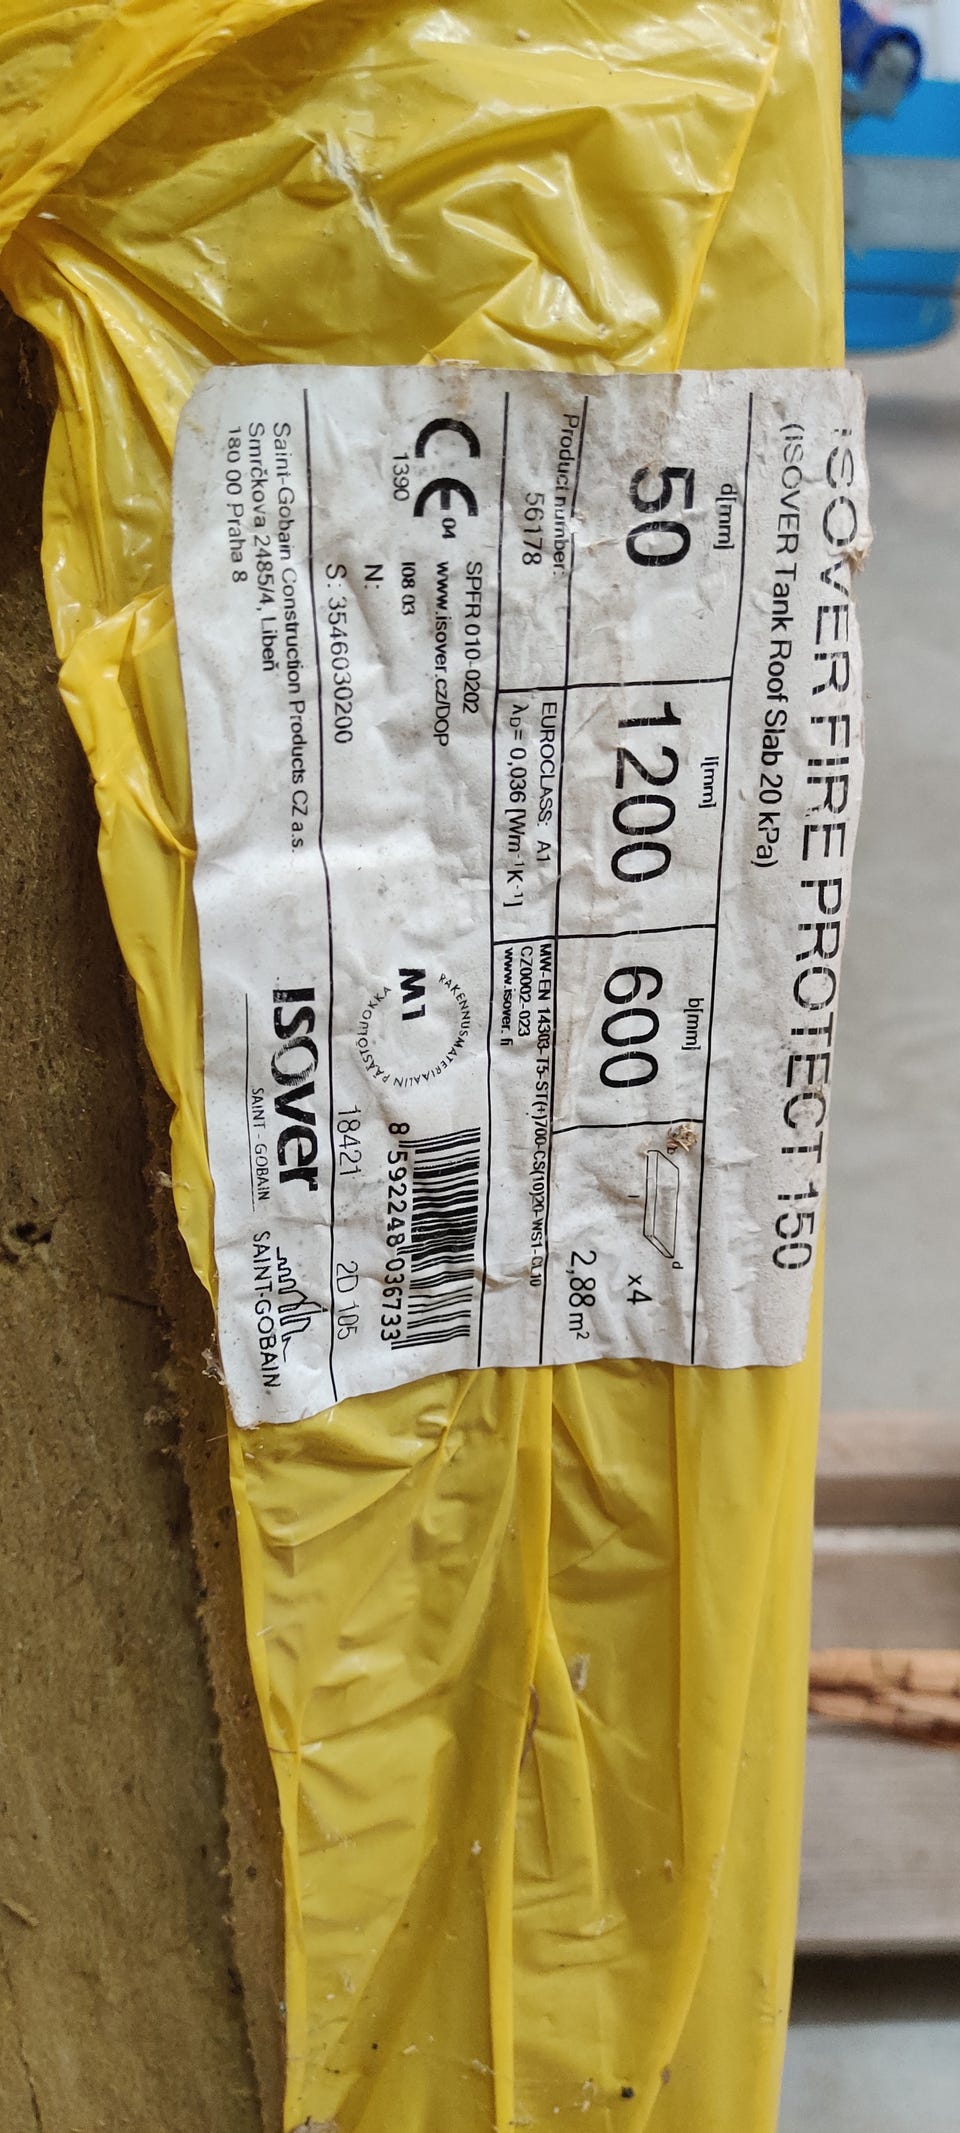 ISOVER FIRE PROTECT 150
(ISOVER Tank Roof Slab 20 kPa)
d[mm] l[mm] b[mm]
50 1200 600
b l d
x4
2,88 m²
Product number:
56178
EUROCLASS: A1
λD= 0,036 [Wm⁻¹K⁻¹]
MW-EN 14303-T5-ST(+)700-CS(10)20-WS1-CL10
CZ0002-023
www.isover.fi
CE 04
1390
SPFR 010-0202
www.isover.cz/DOP
I08 03
N:
S: 3546030200
RAKENNUSMATERIAALIN PÄÄSTÖLUOKKA
M1
8 592248 036733
18421 2D 105
Saint-Gobain Construction Products CZ a.s.
Smrčkova 2485/4, Libeň
180 00 Praha 8
isover
SAINT-GOBAIN
SAINT-GOBAIN